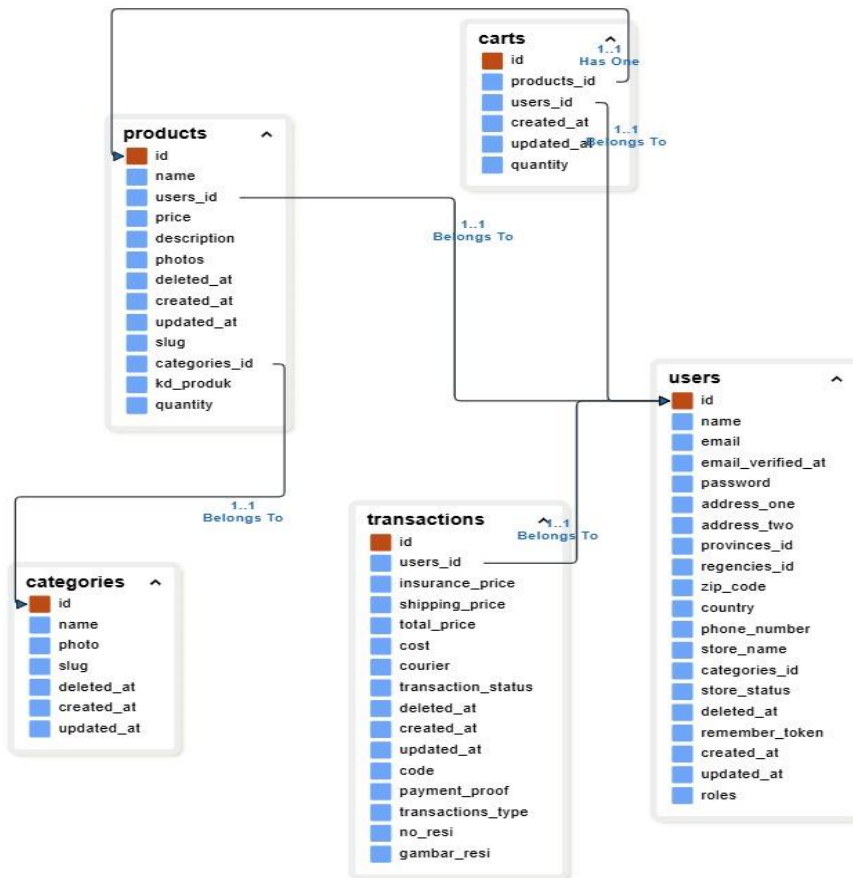 carts
id
products_id
users_id
created_at
updated_at
quantity
1..1
Has One
1..1
Belongs To
products
id
name
users_id
price
description
photos
deleted_at
created_at
updated_at
slug
categories_id
kd_produk
quantity
1..1
Belongs To
users
id
name
email
email_verified_at
password
address_one
address_two
provinces_id
regencies_id
zip_code
country
phone_number
store_name
categories_id
store_status
deleted_at
remember_token
created_at
updated_at
roles
1..1
Belongs To
categories
id
name
photo
slug
deleted_at
created_at
updated_at
transactions
id
users_id
insurance_price
shipping_price
total_price
cost
courier
transaction_status
deleted_at
created_at
updated_at
code
payment_proof
transactions_type
no_resi
gambar_resi
1..1
Belongs To